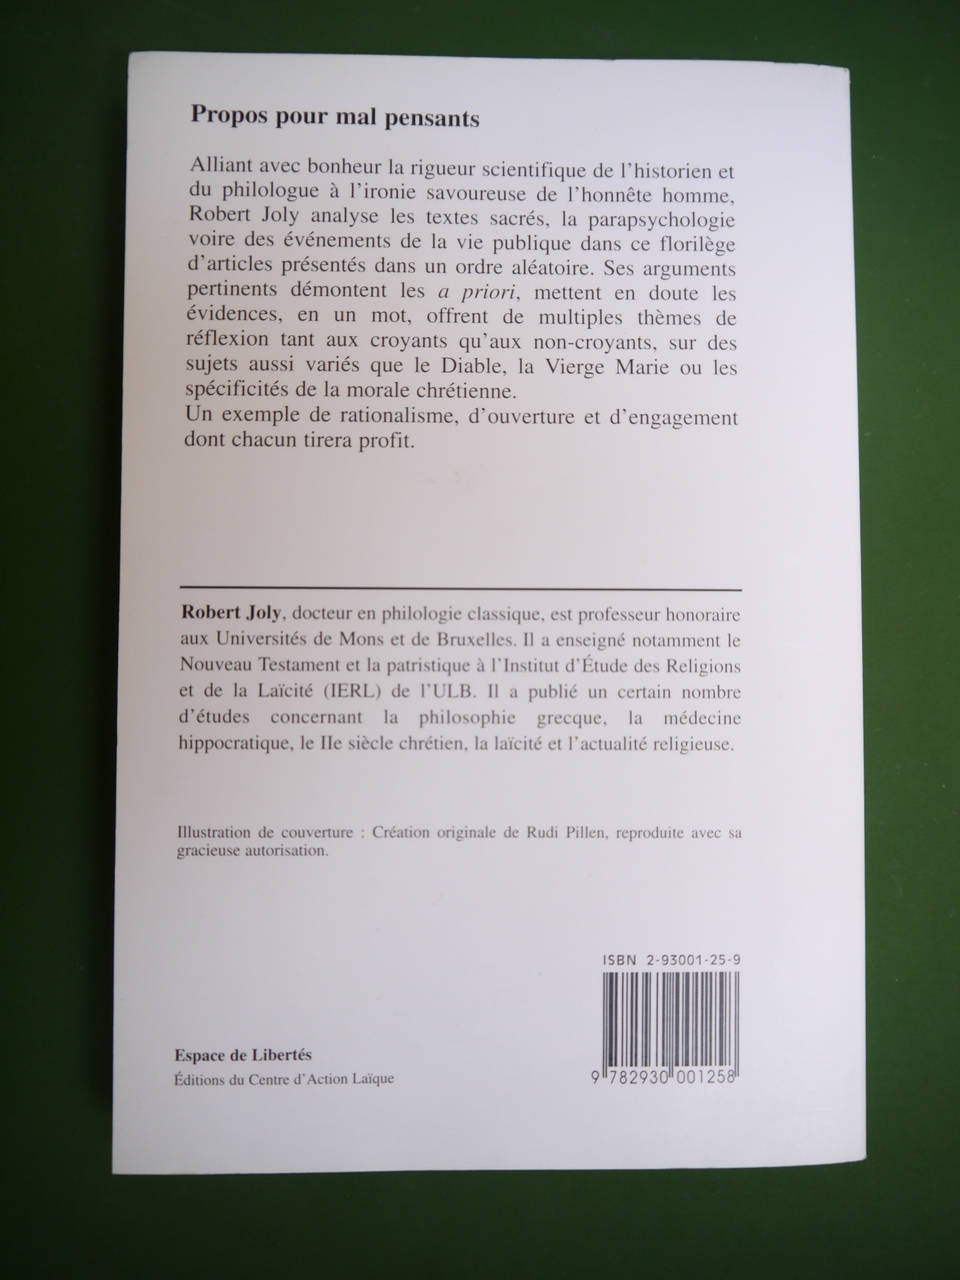 Propos pour mal pensants
Alliant avec bonheur la rigueur scientifique de l'historien et
du philologue à l'ironie savoureuse de l'honnête homme,
Robert Joly analyse les textes sacrés, la parapsychologie
voire des événements de la vie publique dans ce florilège
d'articles présentés dans un ordre aléatoire. Ses arguments
pertinents démontent les a priori, mettent en doute les
évidences, en un mot, offrent de multiples thèmes de
réflexion tant aux croyants qu'aux non-croyants, sur des
sujets aussi variés que le Diable, la Vierge Marie ou les
spécificités de la morale chrétienne.
Un exemple de rationalisme, d'ouverture et d'engagement
dont chacun tirera profit.
Robert Joly, docteur en philologie classique, est professeur honoraire
aux Universités de Mons et de Bruxelles. Il a enseigné notamment le
Nouveau Testament et la patristique à l'Institut d'Étude des Religions
et de la Laïcité (IERL) de l'ULB. Il a publié un certain nombre
d'études concernant la philosophie grecque, la médecine
hippocratique, le IIe siècle chrétien, la laïcité et l'actualité religieuse.
Illustration de couverture : Création originale de Rudi Pillen, reproduite avec sa
gracieuse autorisation.
ISBN 2-93001-25-9
9 782930 001258
Espace de Libertés
Éditions du Centre d'Action Laïque